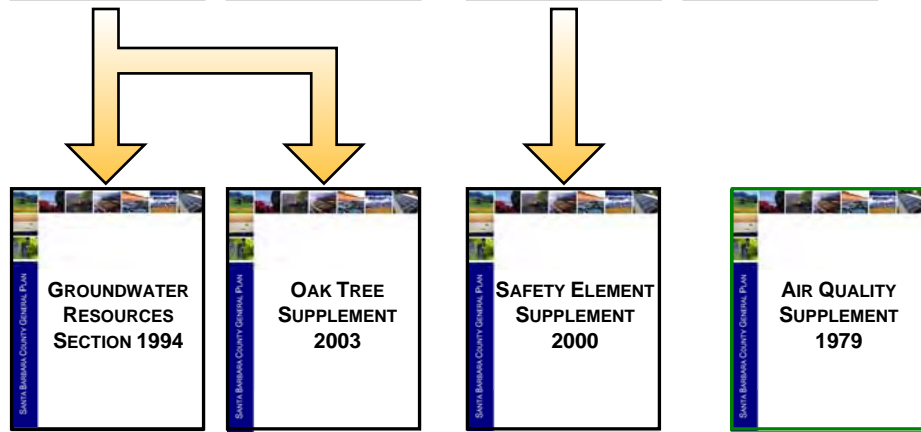 SANTA BARBARA COUNTY GENERAL PLAN
GROUNDWATER
RESOURCES
SECTION 1994
SANTA BARBARA COUNTY GENERAL PLAN
OAK TREE
SUPPLEMENT
2003
SANTA BARBARA COUNTY GENERAL PLAN
SAFETY ELEMENT
SUPPLEMENT
2000
SANTA BARBARA COUNTY GENERAL PLAN
AIR QUALITY
SUPPLEMENT
1979